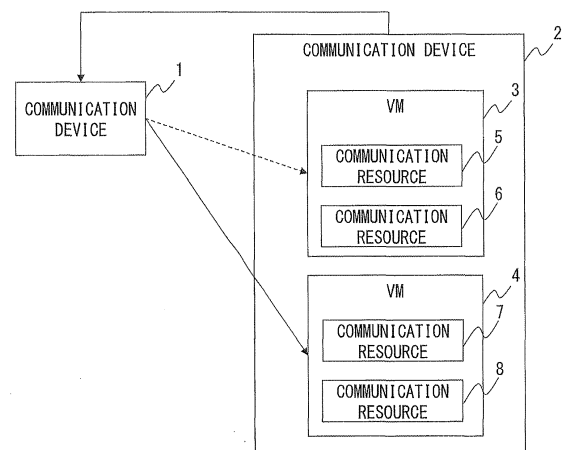 COMMUNICATION DEVICE
2
1
COMMUNICATION
DEVICE
VM
3
COMMUNICATION
RESOURCE
5
COMMUNICATION
RESOURCE
6
VM
4
COMMUNICATION
RESOURCE
7
COMMUNICATION
RESOURCE
8